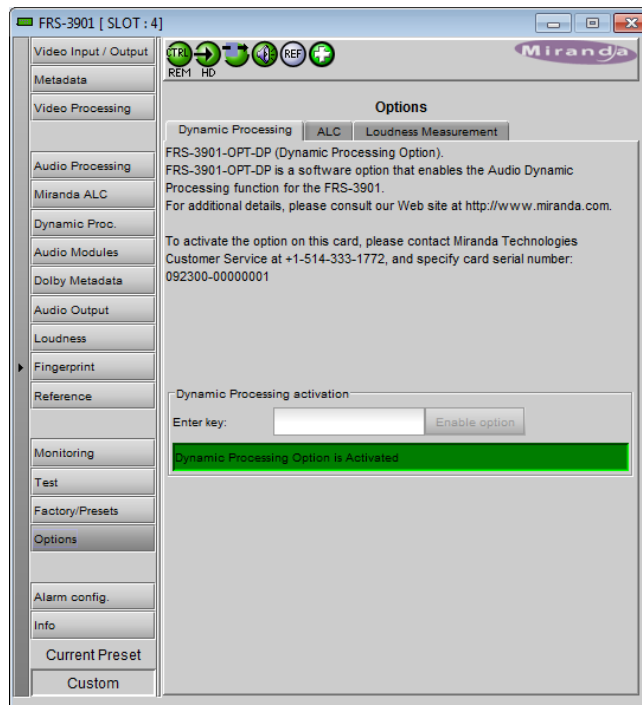 FRS-3901 [ SLOT : 4]
Video Input / Output
Metadata
Video Processing
Audio Processing
Miranda ALC
Dynamic Proc.
Audio Modules
Dolby Metadata
Audio Output
Loudness
Fingerprint
Reference
Monitoring
Test
Factory/Presets
Options
Alarm config.
Info
Current Preset
Custom
CTRL
REF
REM HD
Miranda
Options
Dynamic Processing ALC Loudness Measurement
FRS-3901-OPT-DP (Dynamic Processing Option).
FRS-3901-OPT-DP is a software option that enables the Audio Dynamic
Processing function for the FRS-3901.
For additional details, please consult our Web site at http://www.miranda.com.
To activate the option on this card, please contact Miranda Technologies
Customer Service at +1-514-333-1772, and specify card serial number:
092300-00000001
Dynamic Processing activation
Enter key: Enable option
Dynamic Processing Option is Activated